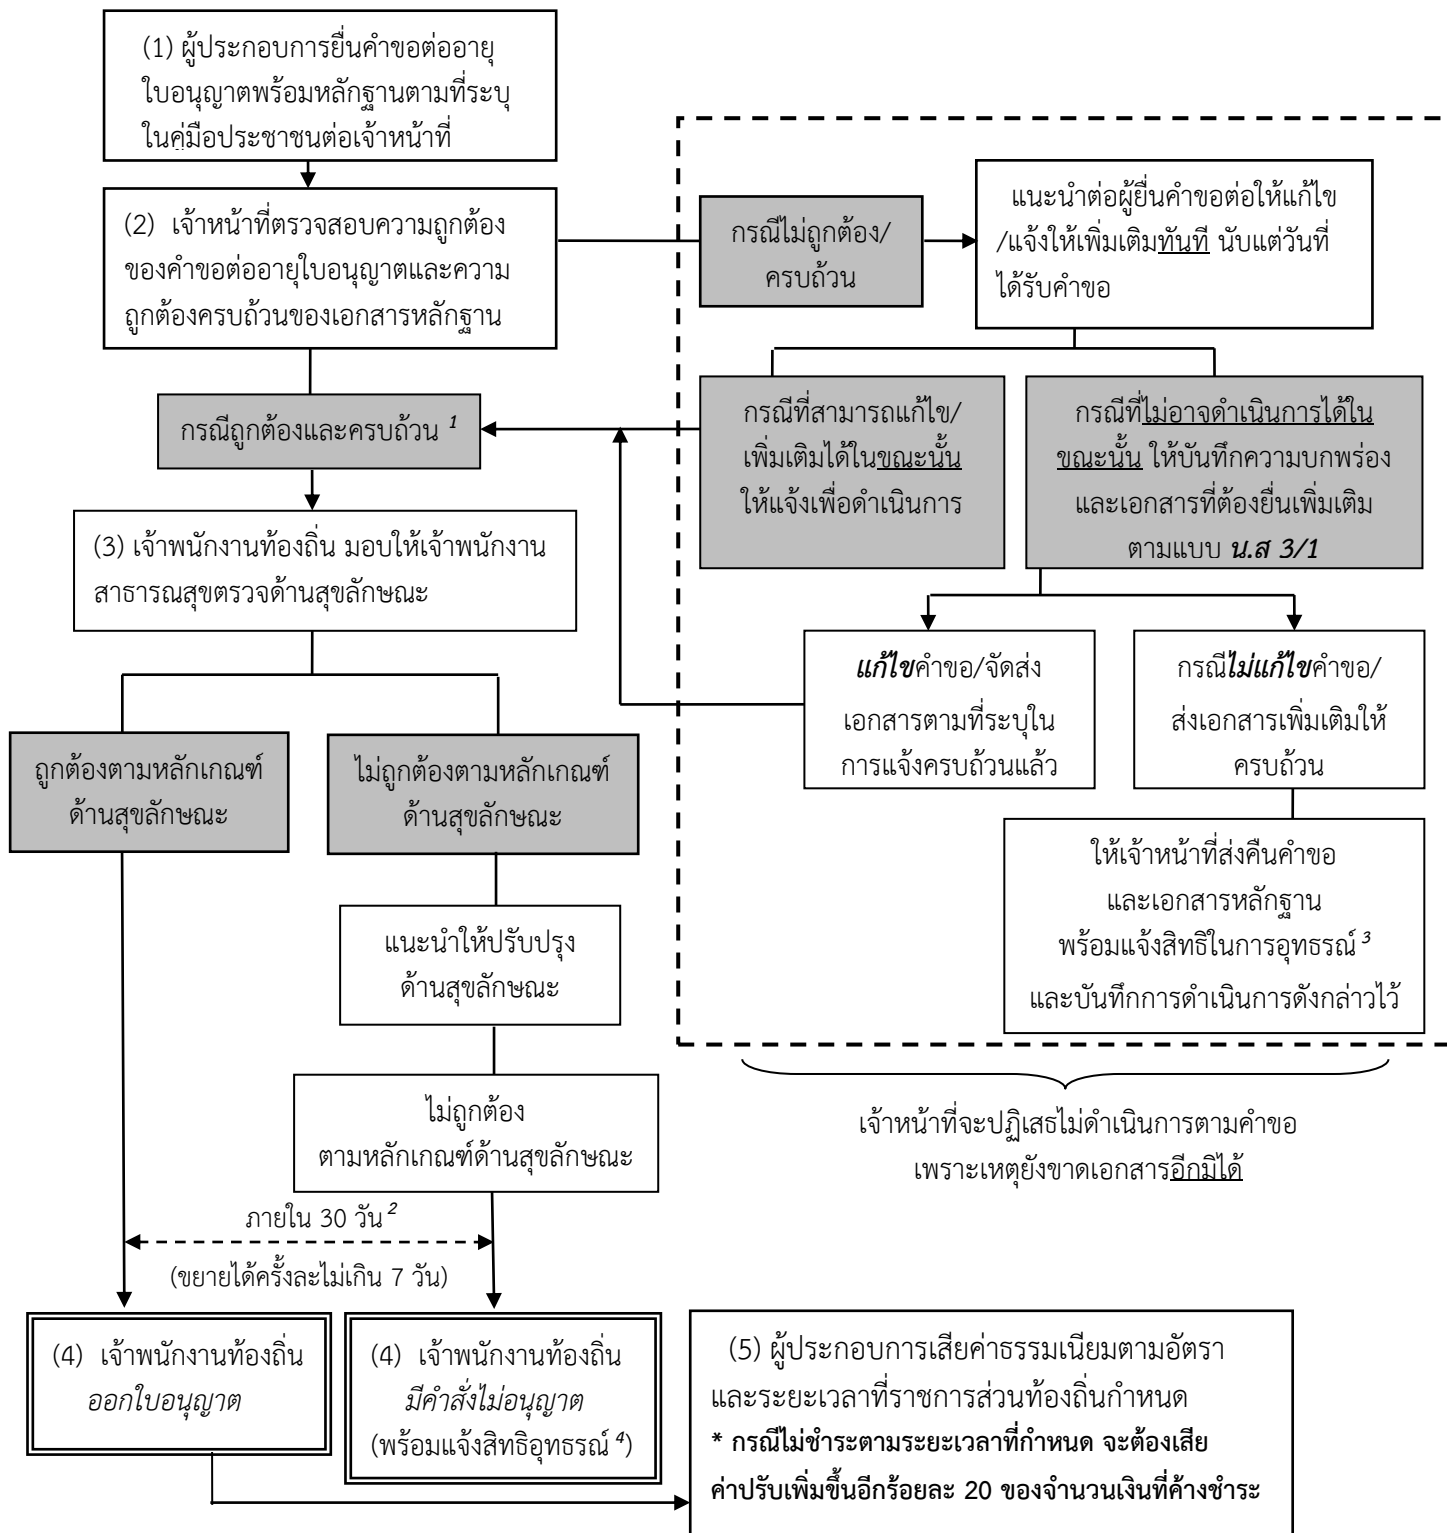 (1) ผู้ประกอบการยื่นคำขอต่ออายุ
ใบอนุญาตพร้อมหลักฐานตามที่ระบุ
ในคู่มือประชาชนต่อเจ้าหน้าที่
(2) เจ้าหน้าที่ตรวจสอบความถูกต้อง
ของคำขอต่ออายุใบอนุญาตและความ
ถูกต้องครบถ้วนของเอกสารหลักฐาน
กรณีไม่ถูกต้อง/
ครบถ้วน
แนะนำต่อผู้ยื่นคำขอต่อให้แก้ไข
/แจ้งให้เพิ่มเติมทันที นับแต่วันที่
ได้รับคำขอ
กรณีถูกต้องและครบถ้วน 1
กรณีที่สามารถแก้ไข/
เพิ่มเติมได้ในขณะนั้น
ให้แจ้งเพื่อดำเนินการ
กรณีที่ไม่อาจดำเนินการได้ใน
ขณะนั้น ให้บันทึกความบกพร่อง
และเอกสารที่ต้องยื่นเพิ่มเติม
ตามแบบ น.ส 3/1
(3) เจ้าพนักงานท้องถิ่น มอบให้เจ้าพนักงาน
สาธารณสุขตรวจด้านสุขลักษณะ
แก้ไขคำขอ/จัดส่ง
เอกสารตามที่ระบุใน
การแจ้งครบถ้วนแล้ว
กรณีไม่แก้ไขคำขอ/
ส่งเอกสารเพิ่มเติมให้
ครบถ้วน
ถูกต้องตามหลักเกณฑ์
ด้านสุขลักษณะ
ไม่ถูกต้องตามหลักเกณฑ์
ด้านสุขลักษณะ
ให้เจ้าหน้าที่ส่งคืนคำขอ
และเอกสารหลักฐาน
พร้อมแจ้งสิทธิในการอุทธรณ์ 3
และบันทึกการดำเนินการดังกล่าวไว้
แนะนำให้ปรับปรุง
ด้านสุขลักษณะ
ไม่ถูกต้อง
ตามหลักเกณฑ์ด้านสุขลักษณะ
เจ้าหน้าที่จะปฏิเสธไม่ดำเนินการตามคำขอ
เพราะเหตุยังขาดเอกสารอีกมิได้
ภายใน 30 วัน 2
(ขยายได้ครั้งละไม่เกิน 7 วัน)
(4) เจ้าพนักงานท้องถิ่น
ออกใบอนุญาต
(4) เจ้าพนักงานท้องถิ่น
มีคำสั่งไม่อนุญาต
(พร้อมแจ้งสิทธิอุทธรณ์ 4)
(5) ผู้ประกอบการเสียค่าธรรมเนียมตามอัตรา
และระยะเวลาที่ราชการส่วนท้องถิ่นกำหนด
* กรณีไม่ชำระตามระยะเวลาที่กำหนด จะต้องเสีย
ค่าปรับเพิ่มขึ้นอีกร้อยละ 20 ของจำนวนเงินที่ค้างชำระ